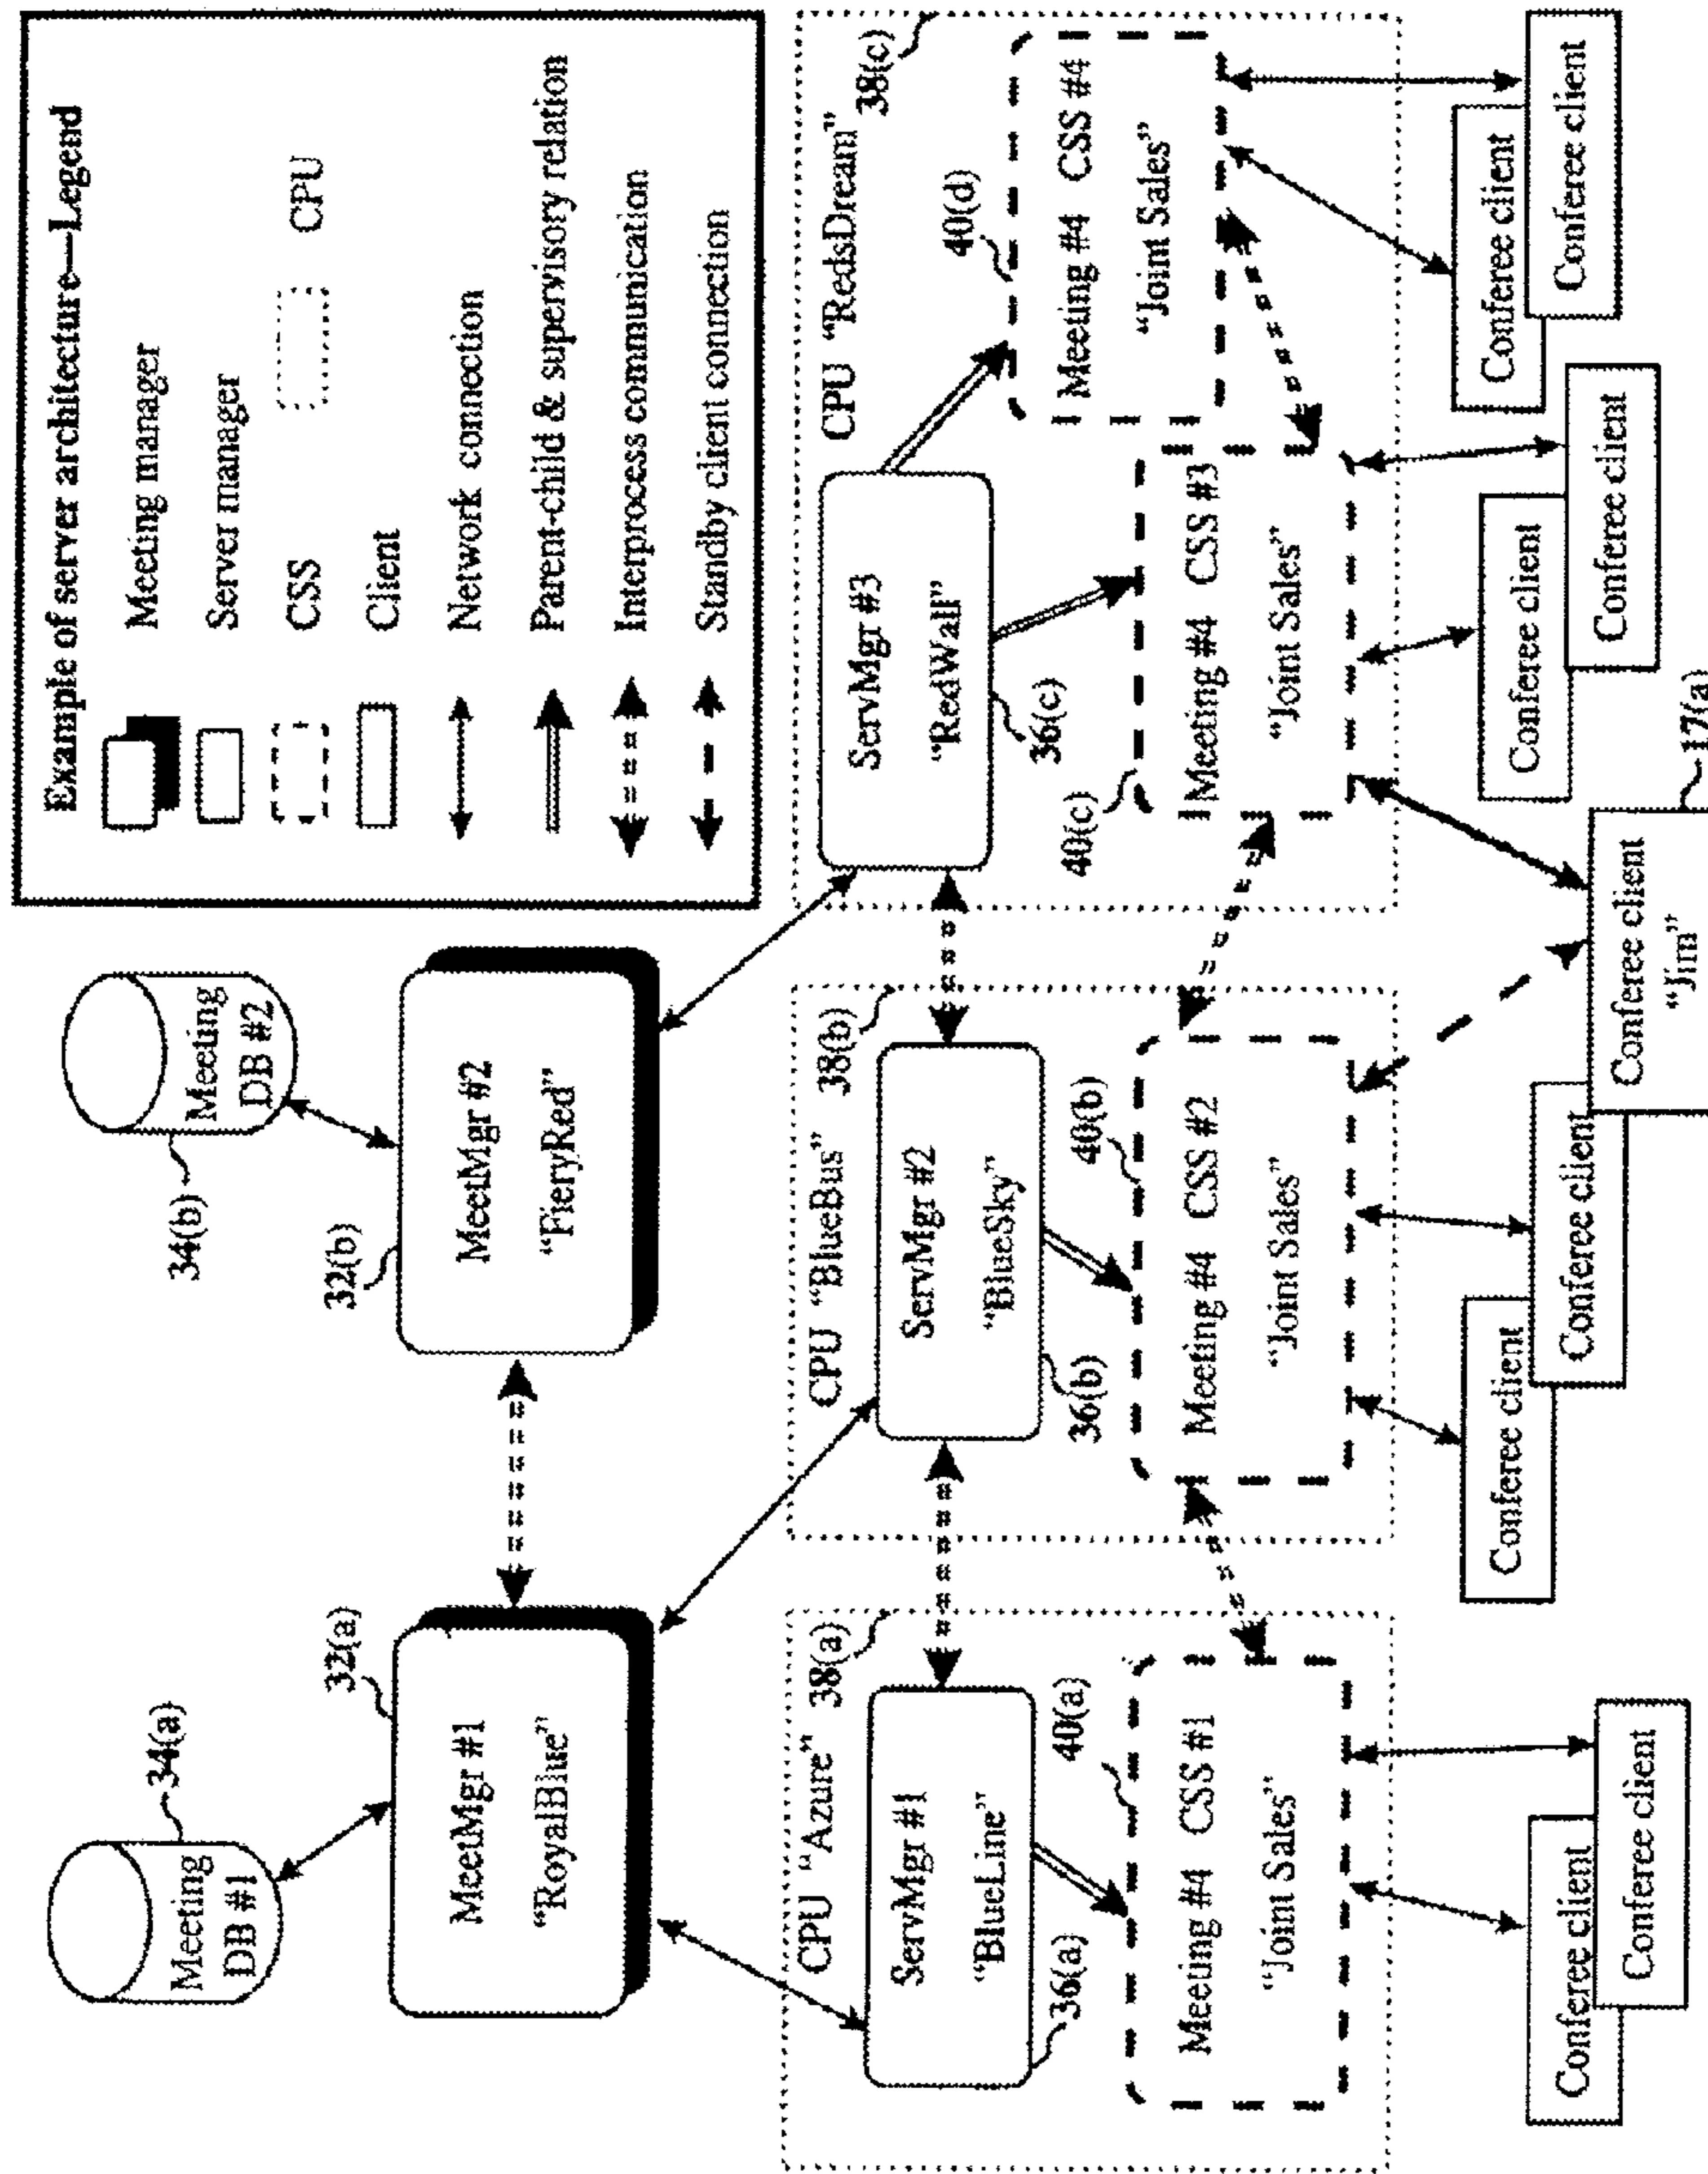 Example of server architecture—Legend
Meeting manager
Server manager
CSS
CPU
Client
Network connection
Parent-child & supervisory relation
Interprocess communication
Standby client connection
34(a)
Meeting
DB #1
34(b)
Meeting
DB #2
32(a)
MeetMgr #1
"RoyalBlue"
32(b)
MeetMgr #2
"FieryRed"
CPU "Azure"
38(a)
ServMgr #1
"BlueLine"
36(a)
40(a)
Meeting #4 CSS #1
"Joint Sales"
CPU "BlueBus"
38(b)
ServMgr #2
"BlueSky"
36(b)
40(b)
Meeting #4 CSS #2
"Joint Sales"
CPU "RedsDream"
38(c)
ServMgr #3
"RedWall"
36(c)
40(c)
Meeting #4 CSS #3
"Joint Sales"
40(d)
Meeting #4 CSS #4
"Joint Sales"
Conferee client
Conferee client
Conferee client
Conferee client
Conferee client
"Jim"
17(a)
Conferee client
Conferee client
Conferee client
Conferee client